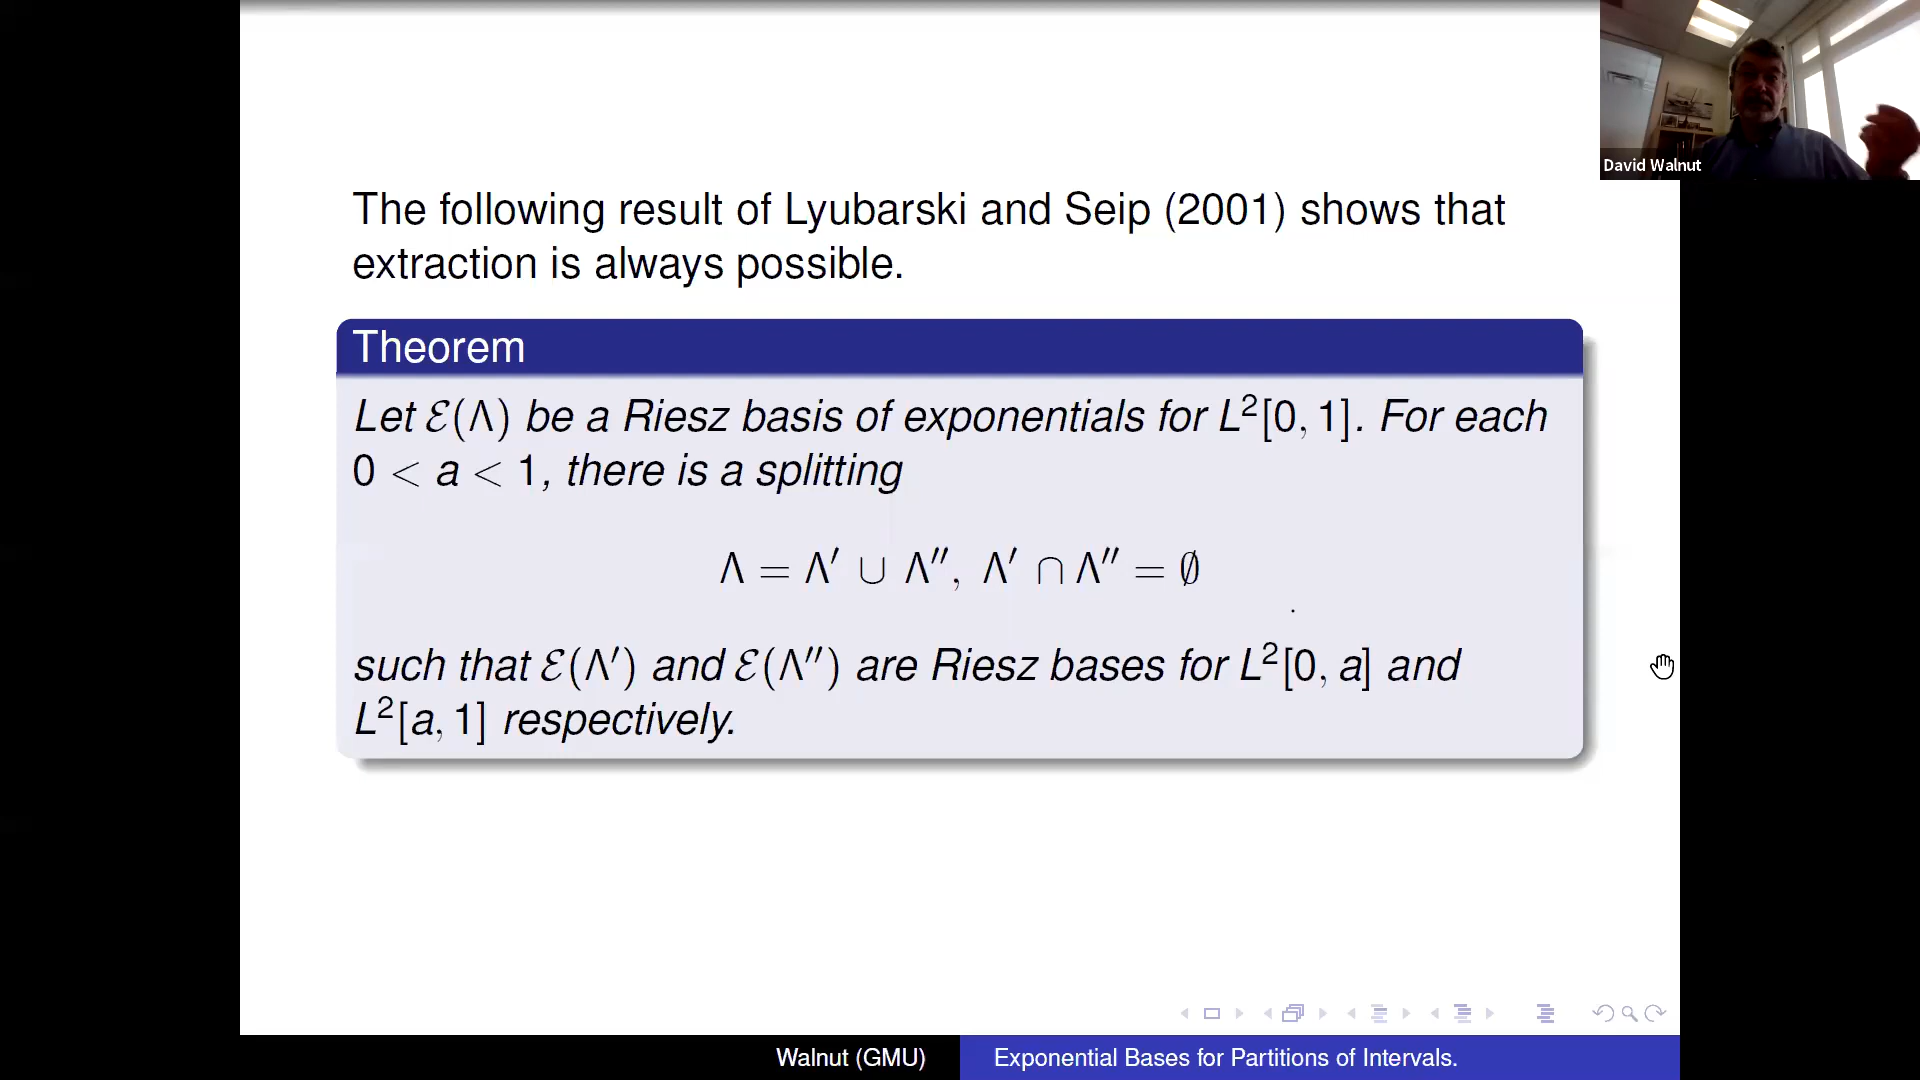 David Walnut
The following result of Lyubarski and Seip (2001) shows that
extraction is always possible.
Theorem
Let ℰ(Λ) be a Riesz basis of exponentials for L²[0, 1]. For each
0 < a < 1, there is a splitting
Λ = Λ′ ∪ Λ″, Λ′ ∩ Λ″ = ∅
such that ℰ(Λ′) and ℰ(Λ″) are Riesz bases for L²[0, a] and
L²[a, 1] respectively.
Walnut (GMU)
Exponential Bases for Partitions of Intervals.